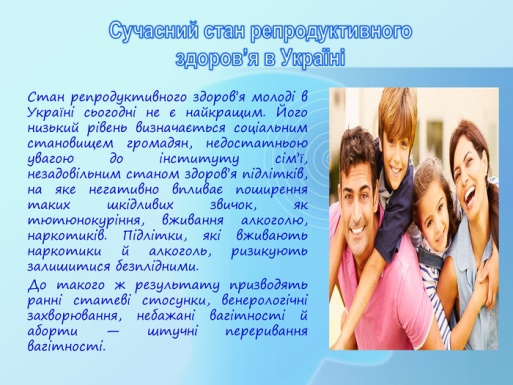 Сучасний стан репродуктивного
здоров'я в Україні
Стан репродуктивного здоров'я молоді в
Україні сьогодні не є найкращим. Його
низький рівень визначається соціальним
становищем громадян, недостатньою
увагою до інституту сім'ї,
незадовільним станом здоров'я підлітків,
на яке негативно впливає поширення
таких шкідливих звичок, як
тютюнокуріння, вживання алкоголю,
наркотиків. Підлітки, які вживають
наркотики й алкоголь, ризикують
залишитися безплідними.
До такого ж результату призводять
ранні статеві стосунки, венерологічні
захворювання, небажані вагітності й
аборти — штучні переривання
вагітності.